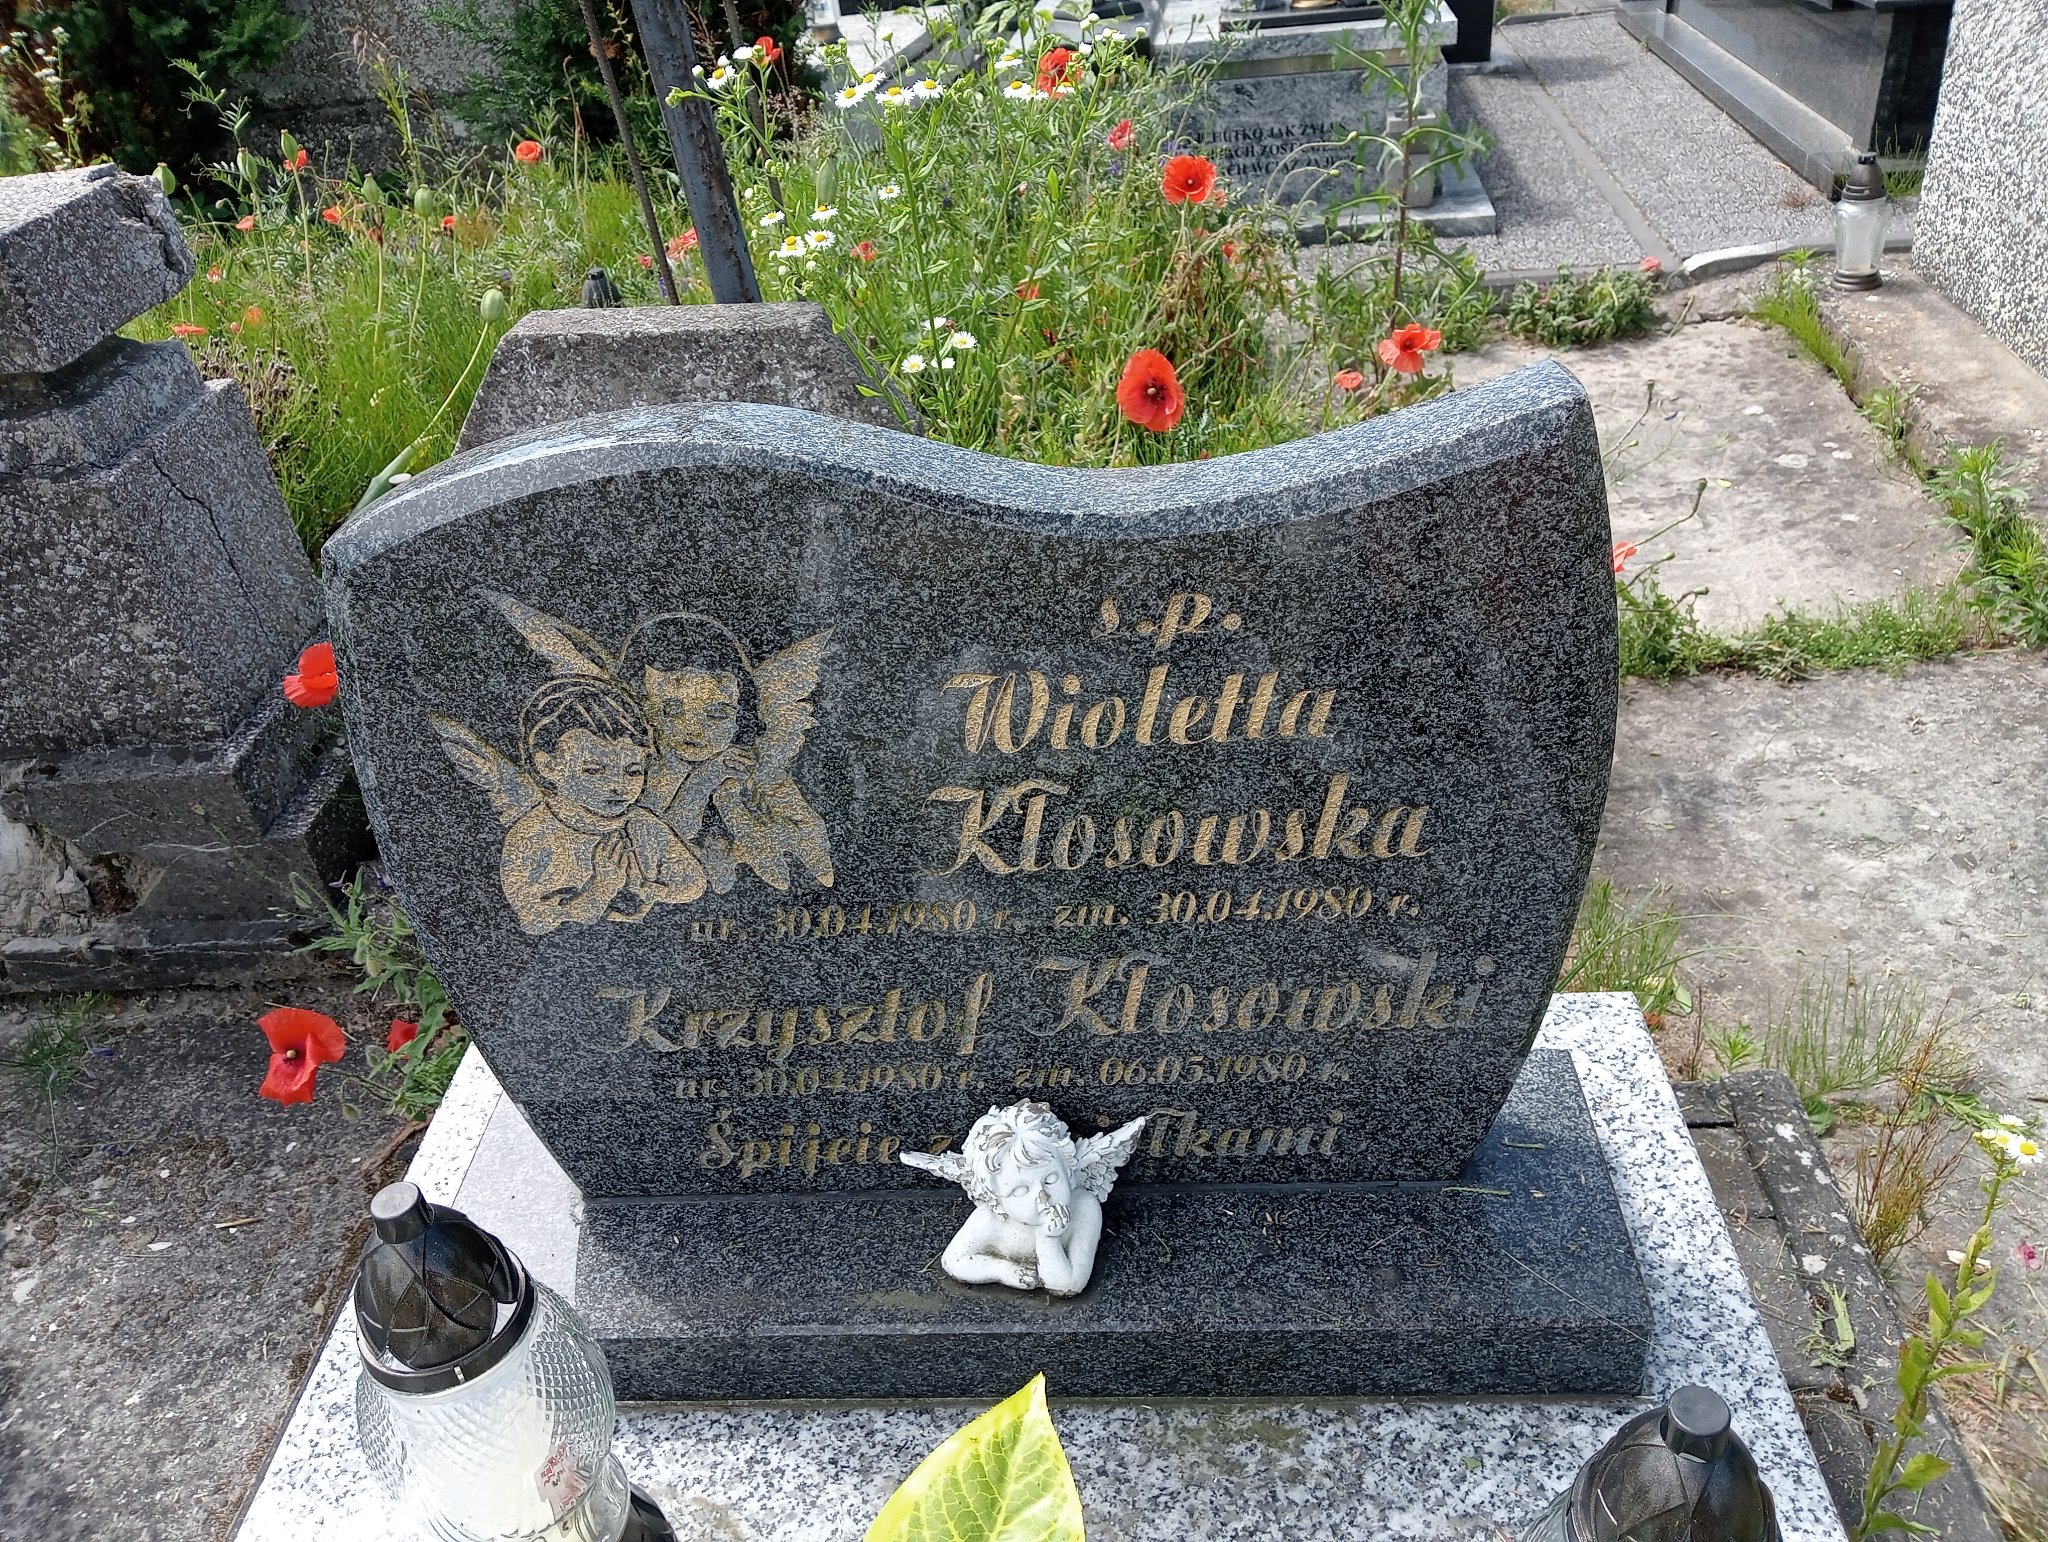 ś.p.
Wioletta
Kłosowska
ur. 30.04.1980 r. zm. 30.04.1980 r.
Krzysztof Kłosowski
ur. 30.04.1980 r. zm. 06.05.1980 r.
Śpijcie z
JAK